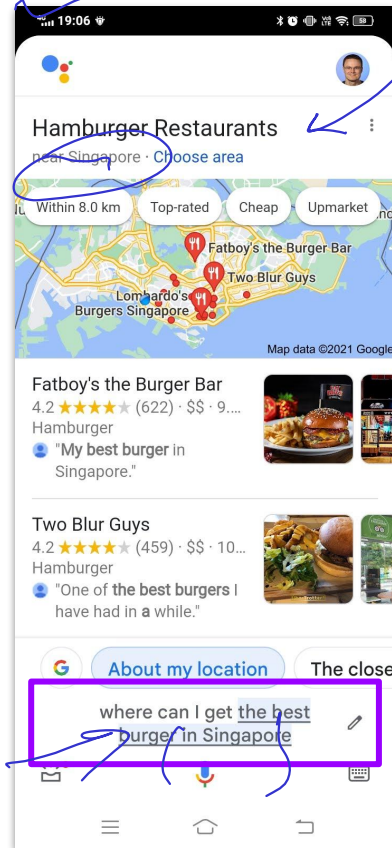 19:06
58
Hamburger Restaurants
near Singapore · Choose area
Within 8.0 km
Top-rated
Cheap
Upmarket
Fatboy's the Burger Bar
Two Blur Guys
Lombardo's
Burgers Singapore
Map data ©2021 Google
Fatboy's the Burger Bar
4.2 ★★★★★ (622) · $$ · 9....
Hamburger
"My best burger in
Singapore."
Two Blur Guys
4.2 ★★★★★ (459) · $$ · 10...
Hamburger
"One of the best burgers I
have had in a while."
G
About my location
The close
where can I get the best
burger in Singapore